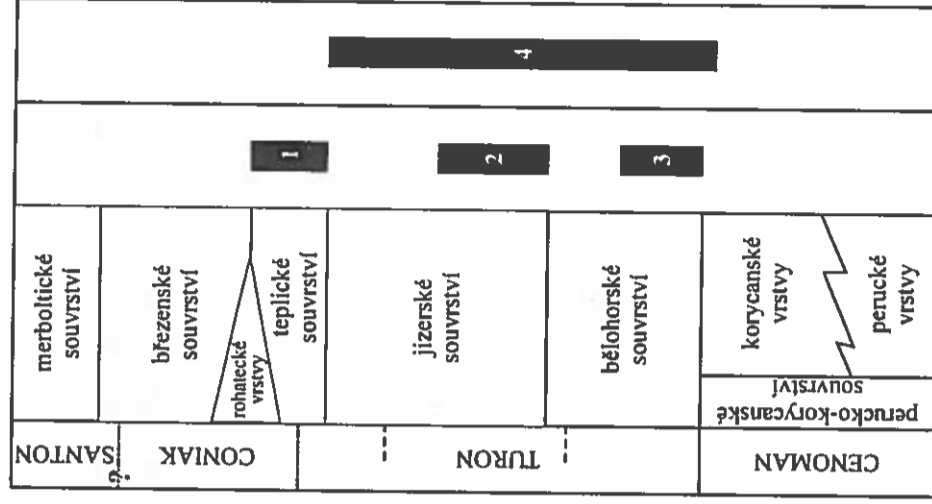 merboltické
souvrství
březenské
souvrství
rohatecké
vrstvy
teplické
souvrství
jizerské
souvrství
bělohorské
souvrství
korycanské
vrstvy
perucké
vrstvy
perucko-korycanské
souvrství
SANTON
CONIAK
TURON
CENOMAN
1
2
3
4